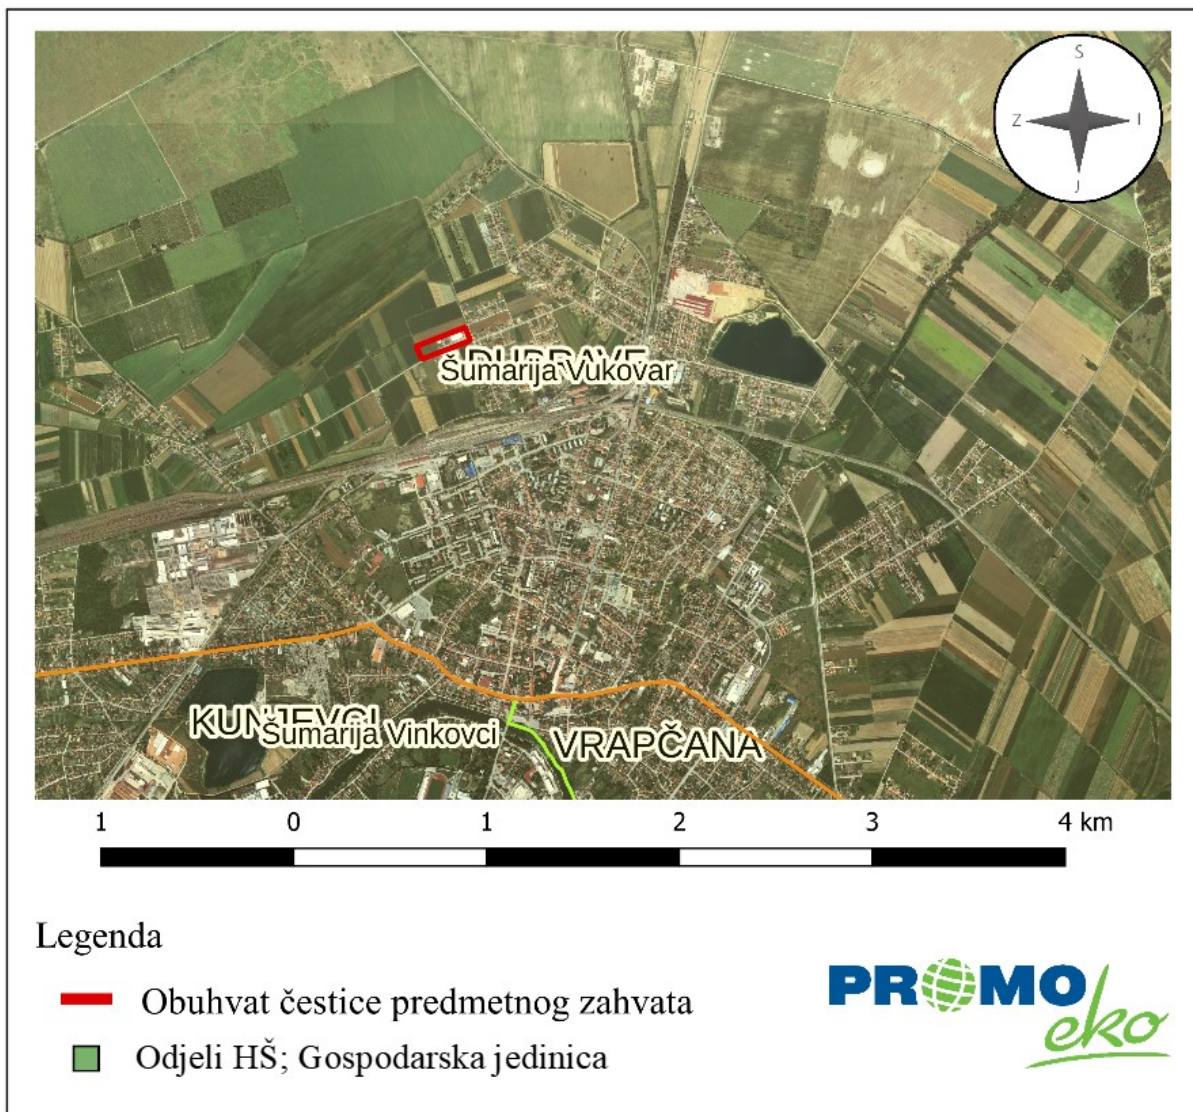 S
Z I
J
DUBRAVE
Šumarija Vukovar
KUNJEVCI
Šumarija Vinkovci
VRAPČANA
1 0 1 2 3 4 km
Legenda
Obuhvat čestice predmetnog zahvata
Odjeli HŠ; Gospodarska jedinica
PROMO
eko